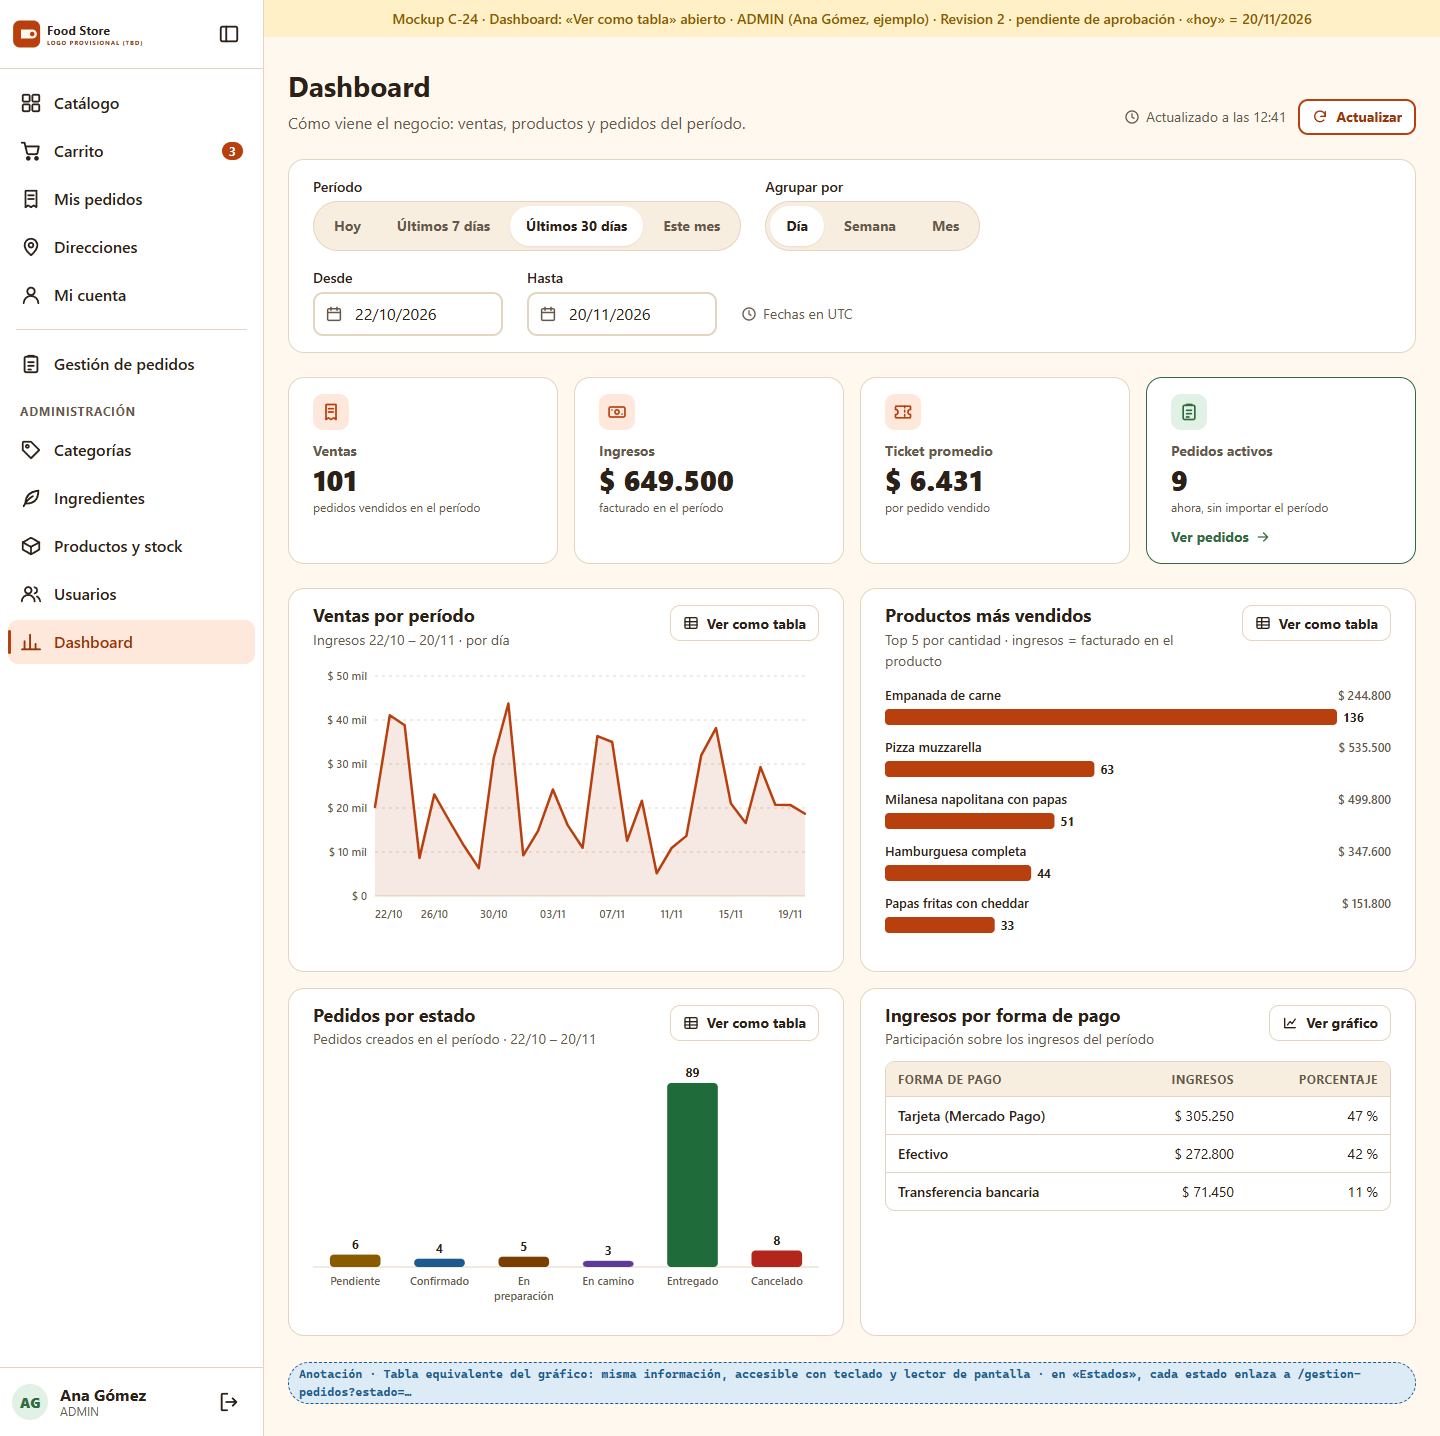 Mockup C-24 · Dashboard: «Ver como tabla» abierto · ADMIN (Ana Gómez, ejemplo) · Revision 2 · pendiente de aprobación · «hoy» = 20/11/2026
Food Store
LOGO PROVISIONAL (TBD)
Catálogo
Carrito
3
Mis pedidos
Direcciones
Mi cuenta
Gestión de pedidos
ADMINISTRACIÓN
Categorías
Ingredientes
Productos y stock
Usuarios
Dashboard
AG
Ana Gómez
ADMIN
Dashboard
Cómo viene el negocio: ventas, productos y pedidos del período.
Actualizado a las 12:41
Actualizar
Período
Hoy
Últimos 7 días
Últimos 30 días
Este mes
Agrupar por
Día
Semana
Mes
Desde
22/10/2026
Hasta
20/11/2026
Fechas en UTC
Ventas
101
pedidos vendidos en el período
Ingresos
$ 649.500
facturado en el período
Ticket promedio
$ 6.431
por pedido vendido
Pedidos activos
9
ahora, sin importar el período
Ver pedidos →
Ventas por período
Ingresos 22/10 – 20/11 · por día
Ver como tabla
$ 50 mil
$ 40 mil
$ 30 mil
$ 20 mil
$ 10 mil
$ 0
22/10 26/10 30/10 03/11 07/11 11/11 15/11 19/11
Productos más vendidos
Top 5 por cantidad · ingresos = facturado en el
producto
Ver como tabla
Empanada de carne $ 244.800
136
Pizza muzzarella $ 535.500
63
Milanesa napolitana con papas $ 499.800
51
Hamburguesa completa $ 347.600
44
Papas fritas con cheddar $ 151.800
33
Pedidos por estado
Pedidos creados en el período · 22/10 – 20/11
Ver como tabla
6 4 5 3 89 8
Pendiente Confirmado En preparación En camino Entregado Cancelado
Ingresos por forma de pago
Participación sobre los ingresos del período
Ver gráfico
FORMA DE PAGO INGRESOS PORCENTAJE
Tarjeta (Mercado Pago) $ 305.250 47 %
Efectivo $ 272.800 42 %
Transferencia bancaria $ 71.450 11 %
Anotación · Tabla equivalente del gráfico: misma información, accesible con teclado y lector de pantalla · en «Estados», cada estado enlaza a /gestion-
pedidos?estado=…